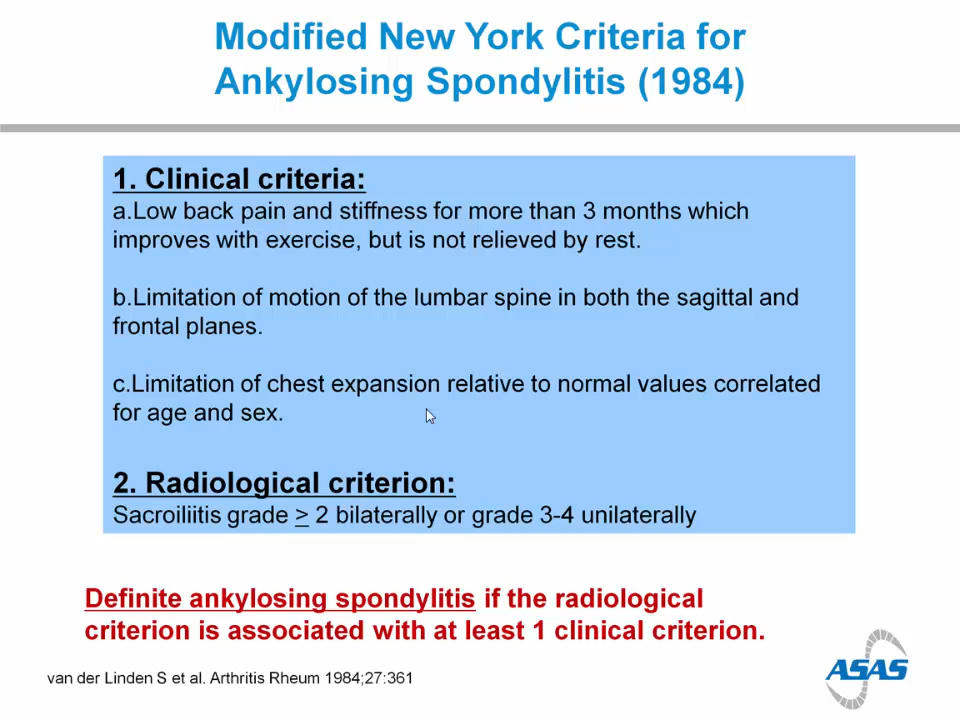 Modified New York Criteria for
Ankylosing Spondylitis (1984)
1. Clinical criteria:
a.Low back pain and stiffness for more than 3 months which
improves with exercise, but is not relieved by rest.
b.Limitation of motion of the lumbar spine in both the sagittal and
frontal planes.
c.Limitation of chest expansion relative to normal values correlated
for age and sex.
2. Radiological criterion:
Sacroiliitis grade > 2 bilaterally or grade 3-4 unilaterally
Definite ankylosing spondylitis if the radiological
criterion is associated with at least 1 clinical criterion.
van der Linden S et al. Arthritis Rheum 1984;27:361
ASAS